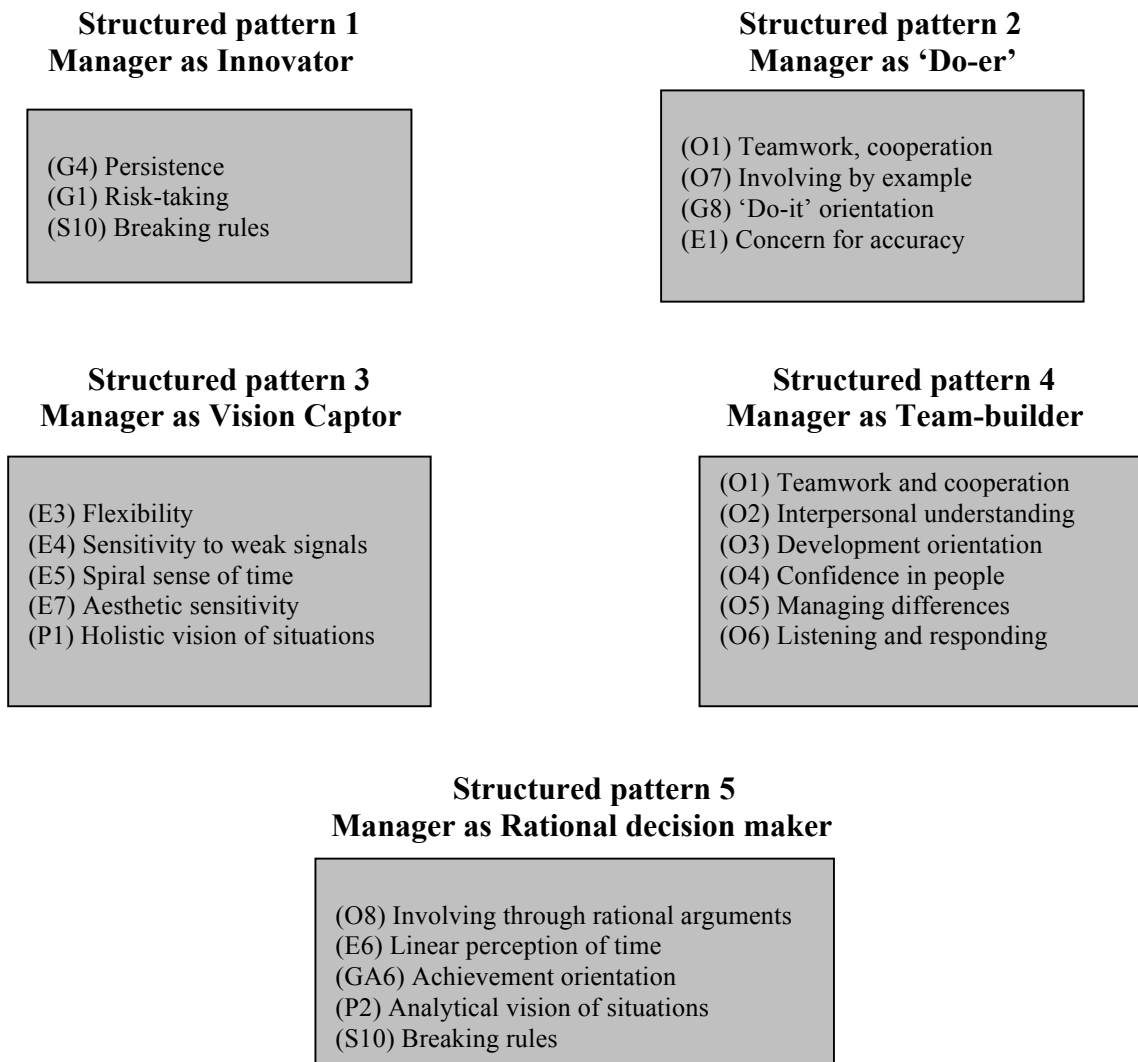 Structured pattern 1
Manager as Innovator
(G4) Persistence
(G1) Risk-taking
(S10) Breaking rules
Structured pattern 2
Manager as ‘Do-er’
(O1) Teamwork, cooperation
(O7) Involving by example
(G8) ‘Do-it’ orientation
(E1) Concern for accuracy
Structured pattern 3
Manager as Vision Captor
(E3) Flexibility
(E4) Sensitivity to weak signals
(E5) Spiral sense of time
(E7) Aesthetic sensitivity
(P1) Holistic vision of situations
Structured pattern 4
Manager as Team-builder
(O1) Teamwork and cooperation
(O2) Interpersonal understanding
(O3) Development orientation
(O4) Confidence in people
(O5) Managing differences
(O6) Listening and responding
Structured pattern 5
Manager as Rational decision maker
(O8) Involving through rational arguments
(E6) Linear perception of time
(GA6) Achievement orientation
(P2) Analytical vision of situations
(S10) Breaking rules